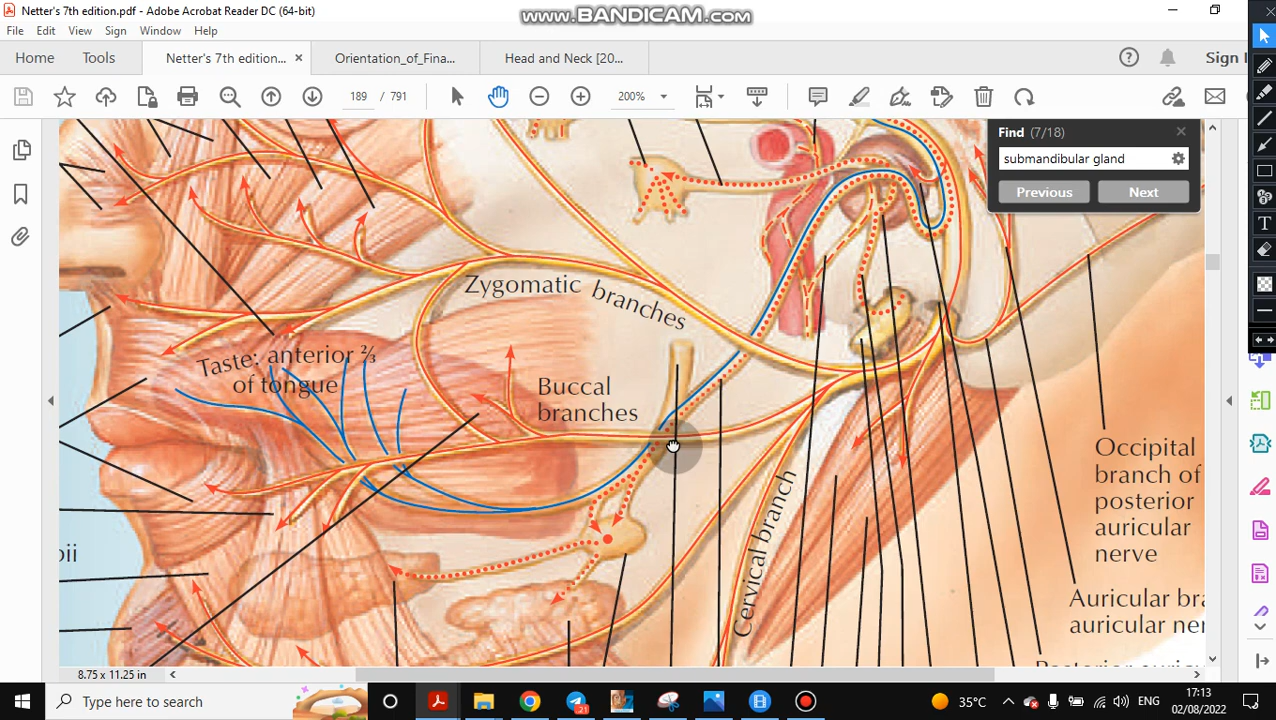 Netter's 7th edition.pdf - Adobe Acrobat Reader DC (64-bit)
www.BANDICAM.com
File Edit View Sign Window Help
Home Tools Netter's 7th edition... × Orientation_of_Fina... Head and Neck [20... Sign I
189 / 791 200%
Find (7/18)
submandibular gland
Previous Next
Zygomatic branches
Taste: anterior ⅔
of tongue
Buccal
branches
Cervical branch
Occipital
branch of
posterior
auricular
nerve
Auricular bra
auricular ner
8.75 x 11.25 in
Type here to search
21
35°C
ENG
17:13
02/08/2022